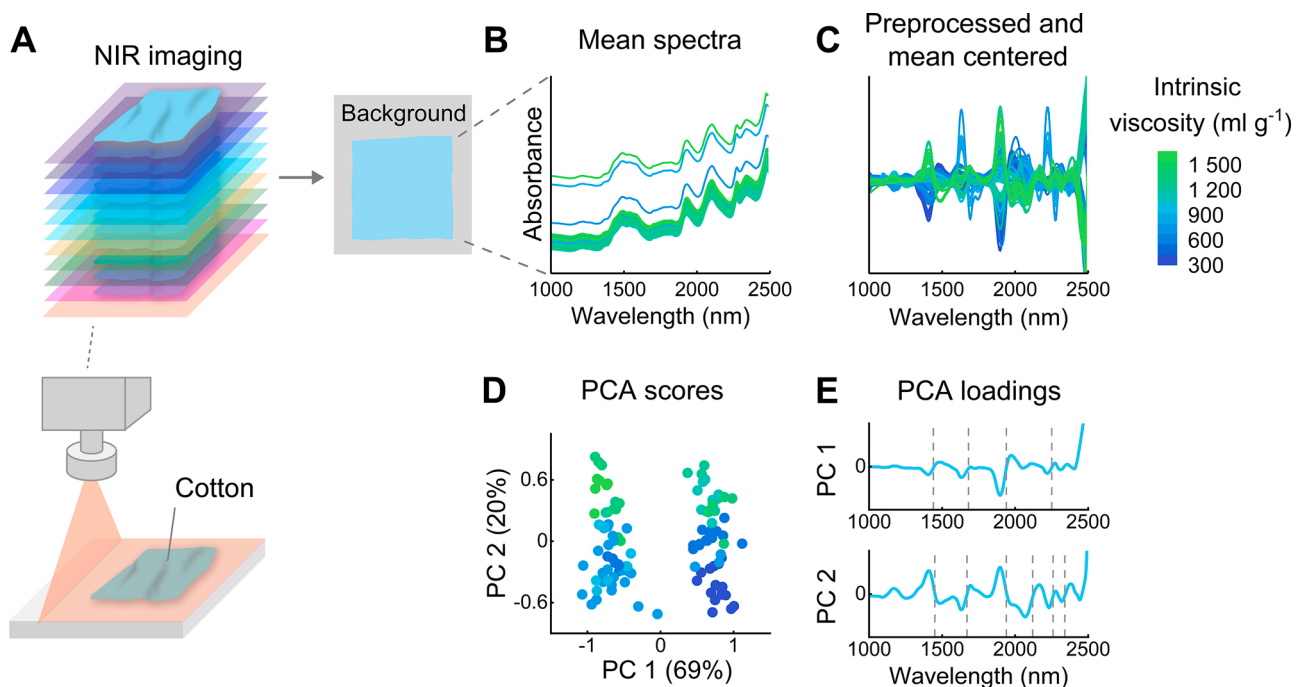 A
NIR imaging
Background
Cotton
B
Mean spectra
Absorbance
1000 1500 2000 2500
Wavelength (nm)
C
Preprocessed and
mean centered
1000 1500 2000 2500
Wavelength (nm)
Intrinsic
viscosity (ml g⁻¹)
1 500
1 200
900
600
300
D
PCA scores
PC 2 (20%)
0.6
0
-0.6
-1 0 1
PC 1 (69%)
E
PCA loadings
PC 1
0
1000 1500 2000 2500
PC 2
0
1000 1500 2000 2500
Wavelength (nm)